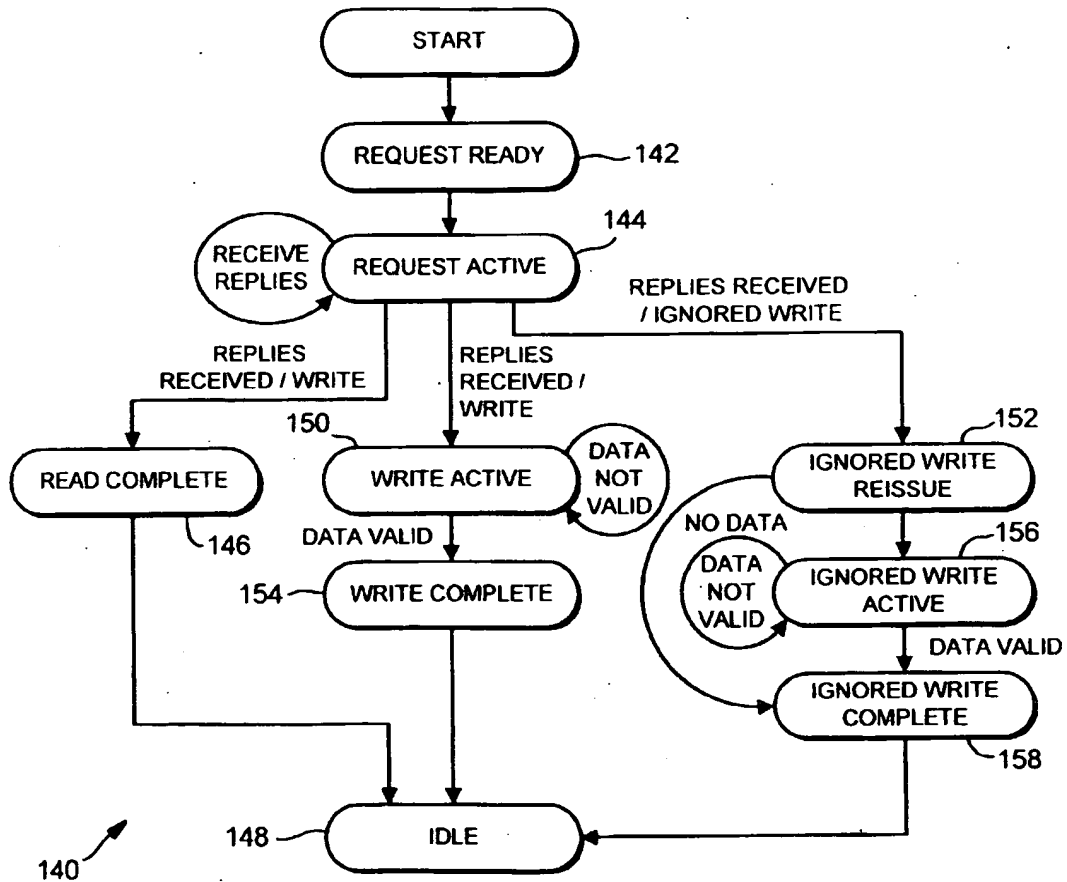 START
REQUEST READY
142
144
RECEIVE
REPLIES
REQUEST ACTIVE
REPLIES RECEIVED
/ IGNORED WRITE
REPLIES
RECEIVED / WRITE
REPLIES
RECEIVED /
WRITE
150
152
READ COMPLETE
WRITE ACTIVE
DATA
NOT
VALID
IGNORED WRITE
REISSUE
146
DATA VALID
NO DATA
156
154
WRITE COMPLETE
DATA
NOT
VALID
IGNORED WRITE
ACTIVE
DATA VALID
IGNORED WRITE
COMPLETE
158
148
IDLE
140